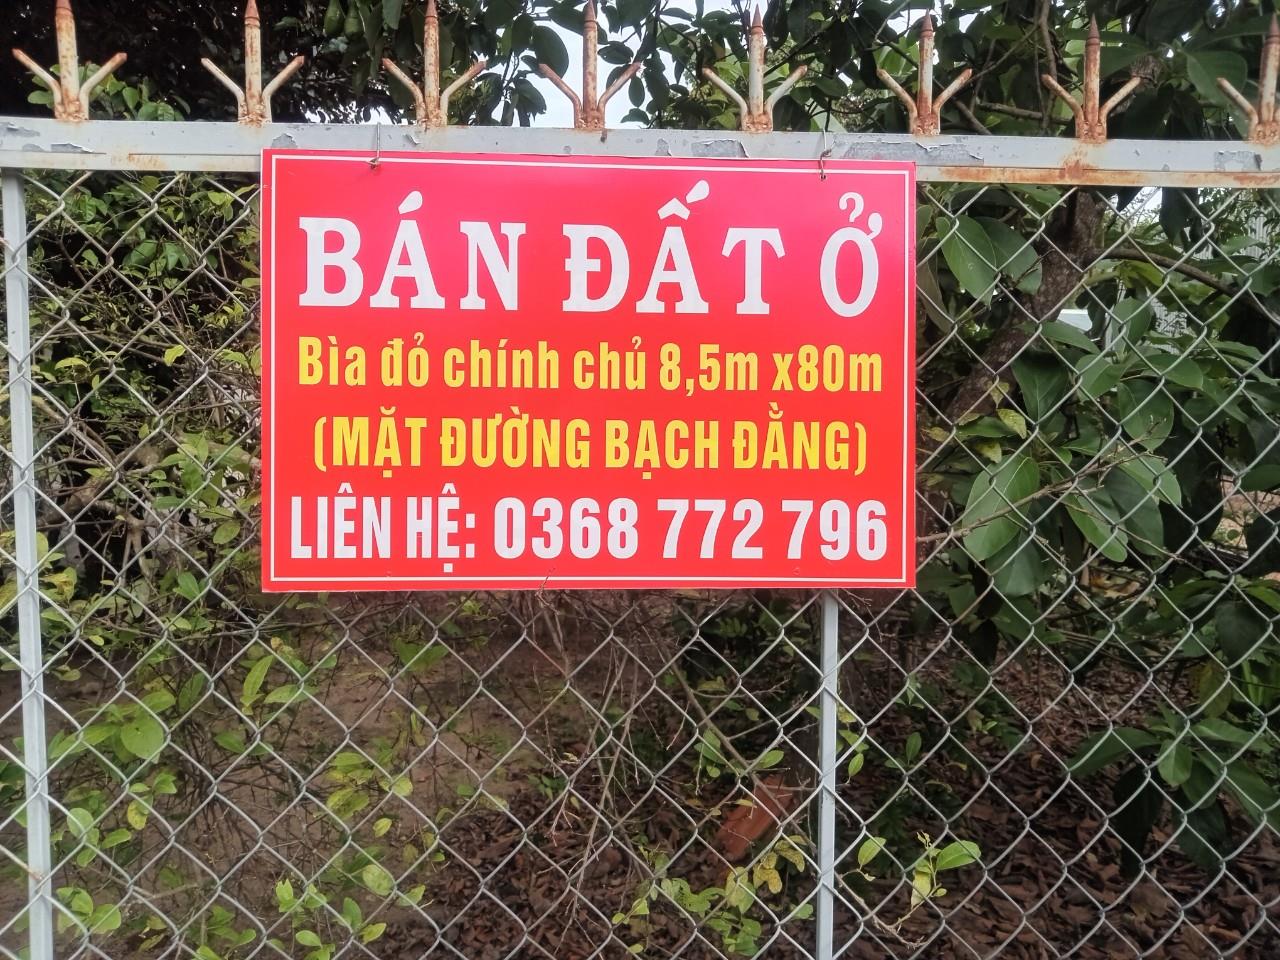 BÁN ĐẤT Ở
Bìa đỏ chính chủ 8,5m x80m
(MẶT ĐƯỜNG BẠCH ĐẰNG)
LIÊN HỆ: 0368 772 796